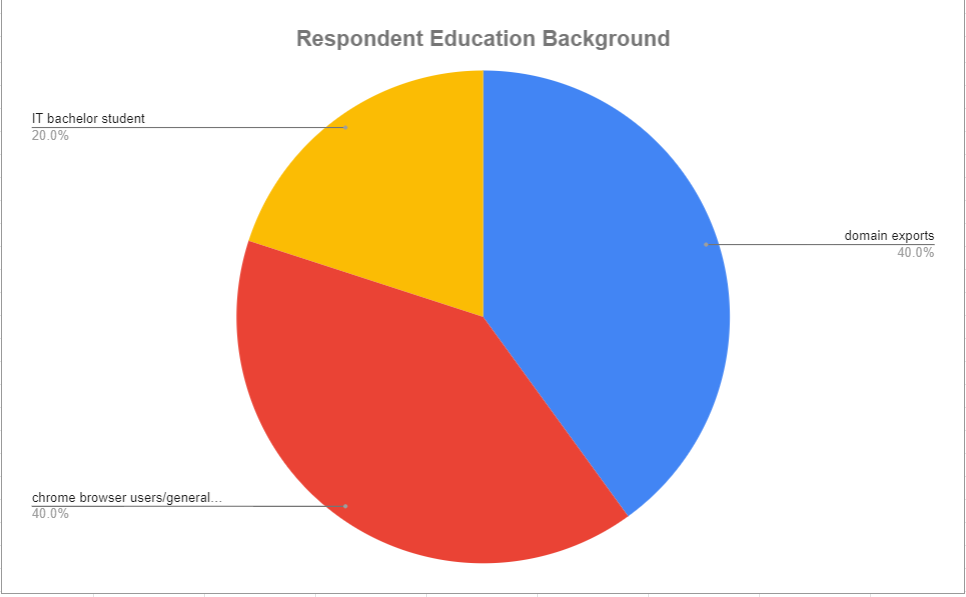 Respondent Education Background
IT bachelor student
20.0%
domain exports
40.0%
chrome browser users/general…
40.0%